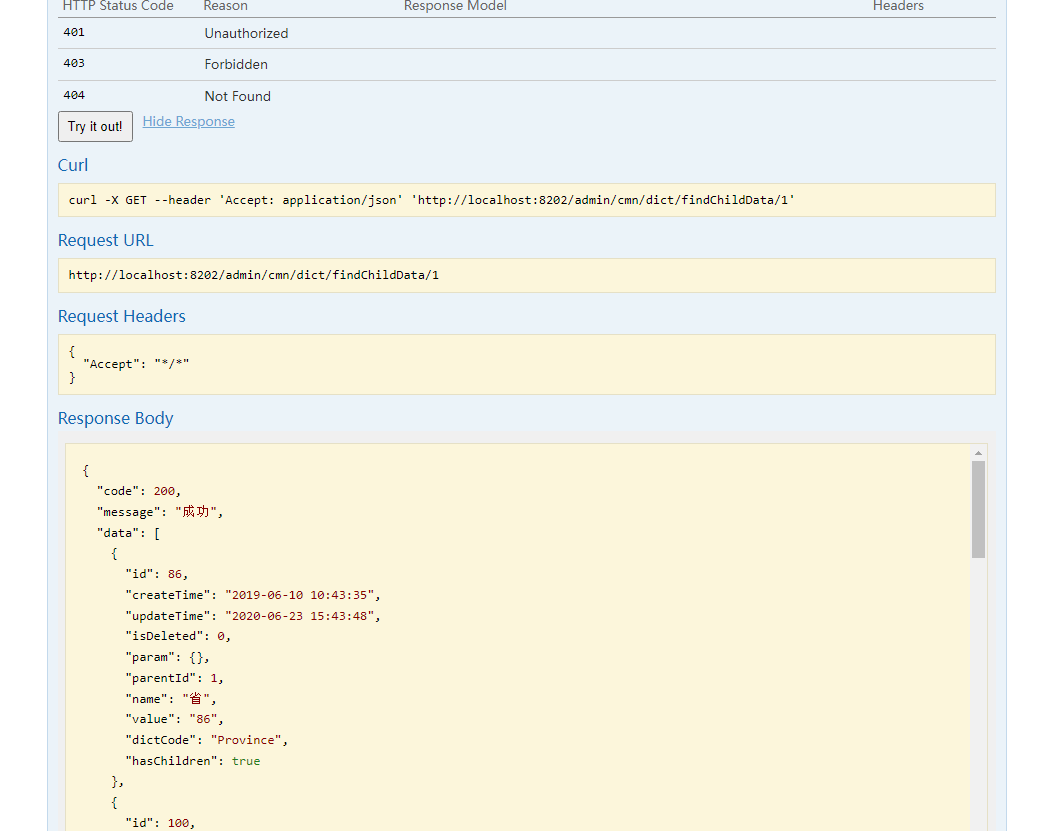 HTTP Status Code Reason Response Model Headers
401 Unauthorized
403 Forbidden
404 Not Found
Try it out! Hide Response
Curl
curl -X GET --header 'Accept: application/json' 'http://localhost:8202/admin/cmn/dict/findChildData/1'
Request URL
http://localhost:8202/admin/cmn/dict/findChildData/1
Request Headers
{
"Accept": "*/*"
}
Response Body
{
"code": 200,
"message": "成功",
"data": [
{
"id": 86,
"createTime": "2019-06-10 10:43:35",
"updateTime": "2020-06-23 15:43:48",
"isDeleted": 0,
"param": {},
"parentId": 1,
"name": "省",
"value": "86",
"dictCode": "Province",
"hasChildren": true
},
{
"id": 100,